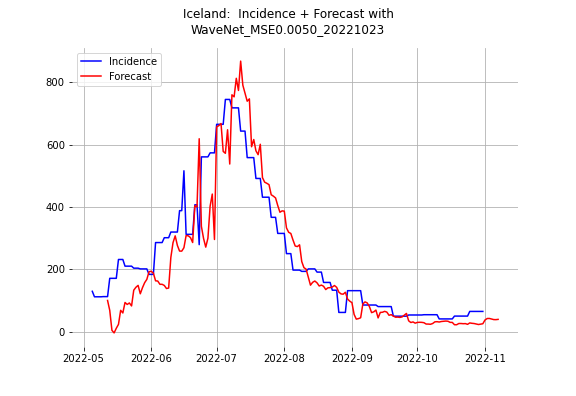 Iceland:  Incidence + Forecast with
WaveNet_MSE0.0050_20221023
Incidence
Forecast
800
600
400
200
0
2022-05 2022-06 2022-07 2022-08 2022-09 2022-10 2022-11